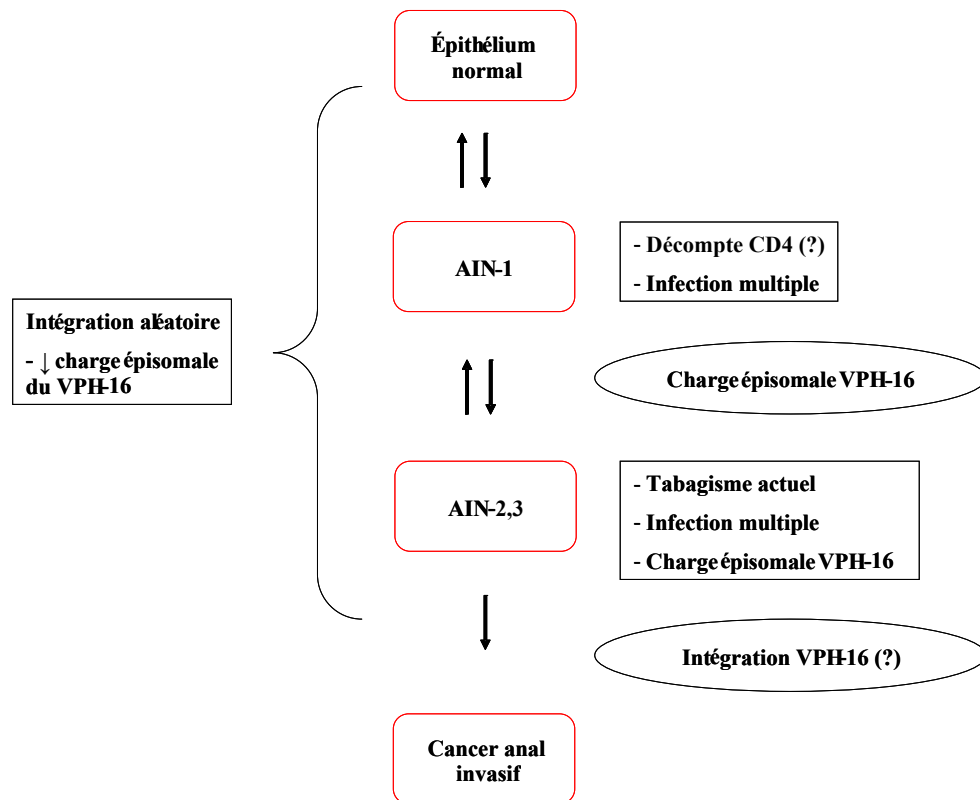 Épithélium
normal
AIN-1
- Décompte CD4 (?)
- Infection multiple
Intégration aléatoire
- ↓ charge épisomale
du VPH-16
Charge épisomale VPH-16
AIN-2,3
- Tabagisme actuel
- Infection multiple
- Charge épisomale VPH-16
Intégration VPH-16 (?)
Cancer anal
invasif